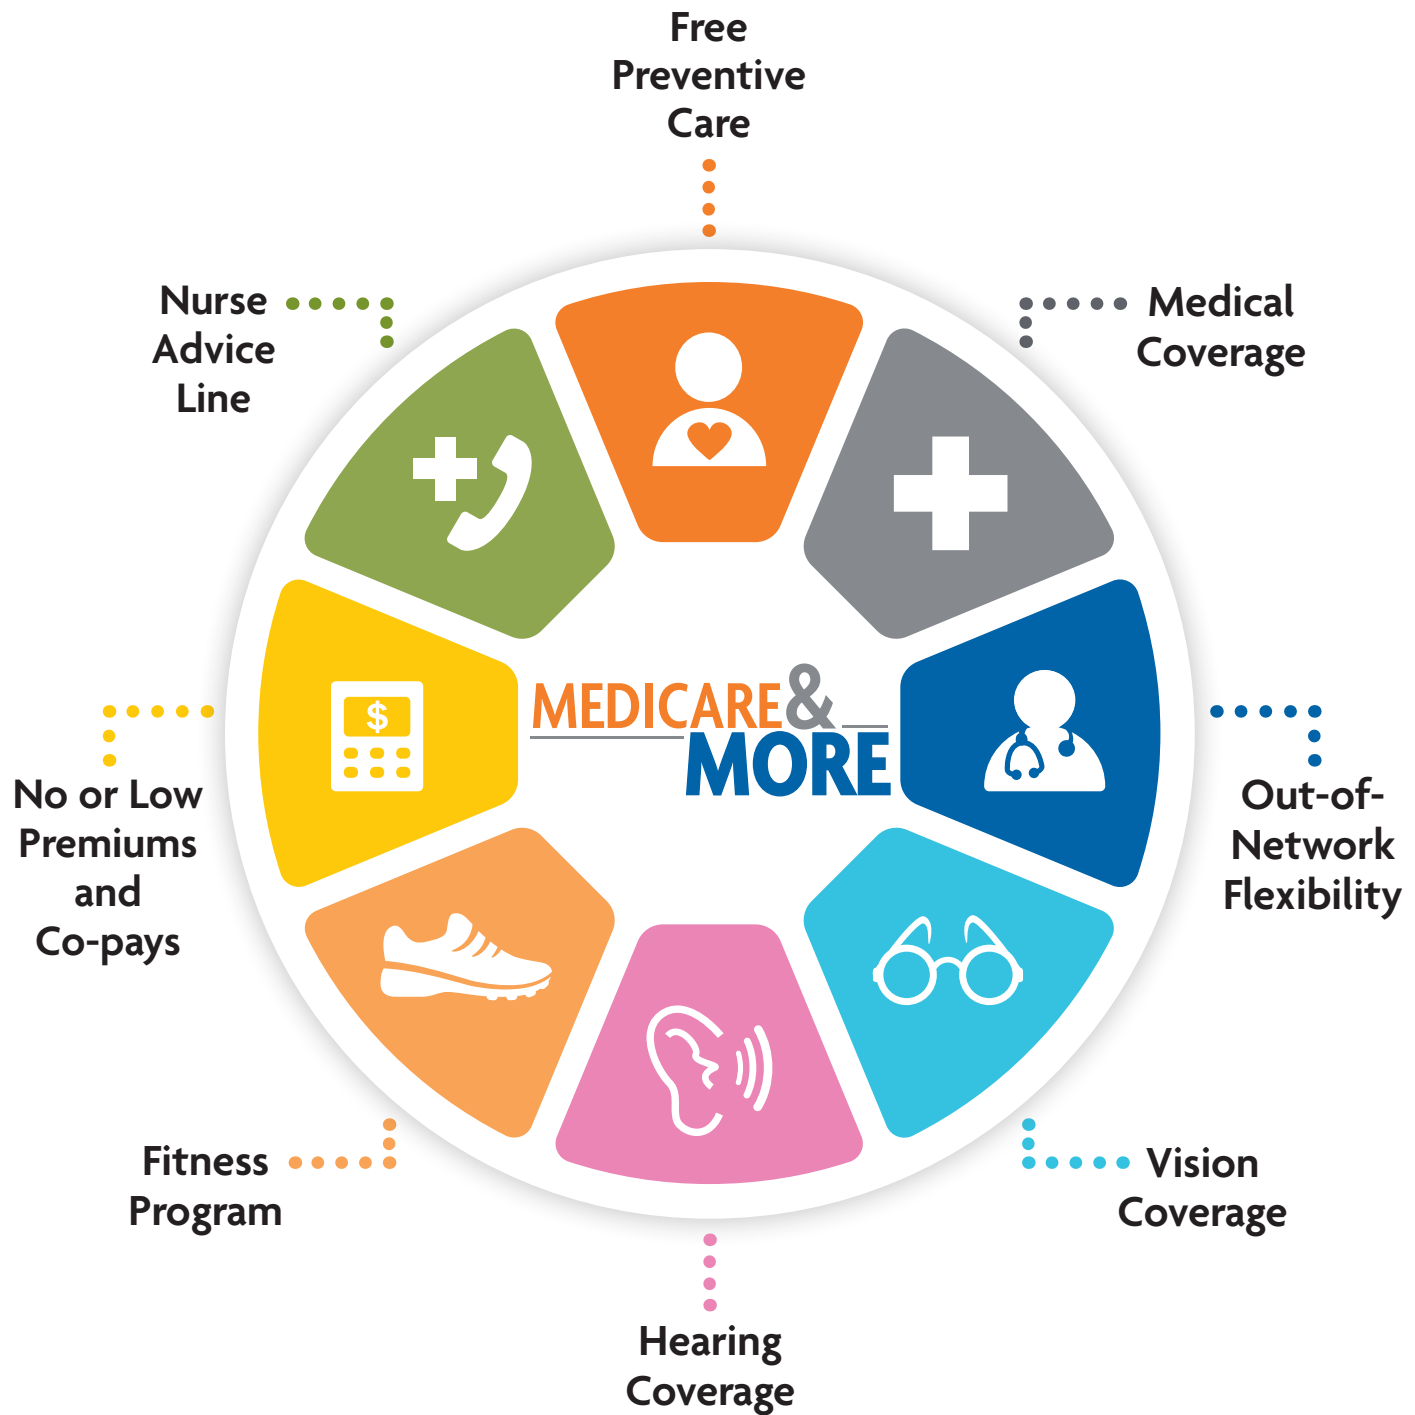 Free
Preventive
Care
Medical
Coverage
Out-of-
Network
Flexibility
Vision
Coverage
Hearing
Coverage
Fitness
Program
No or Low
Premiums
and
Co-pays
Nurse
Advice
Line
$
MEDICARE&
MORE